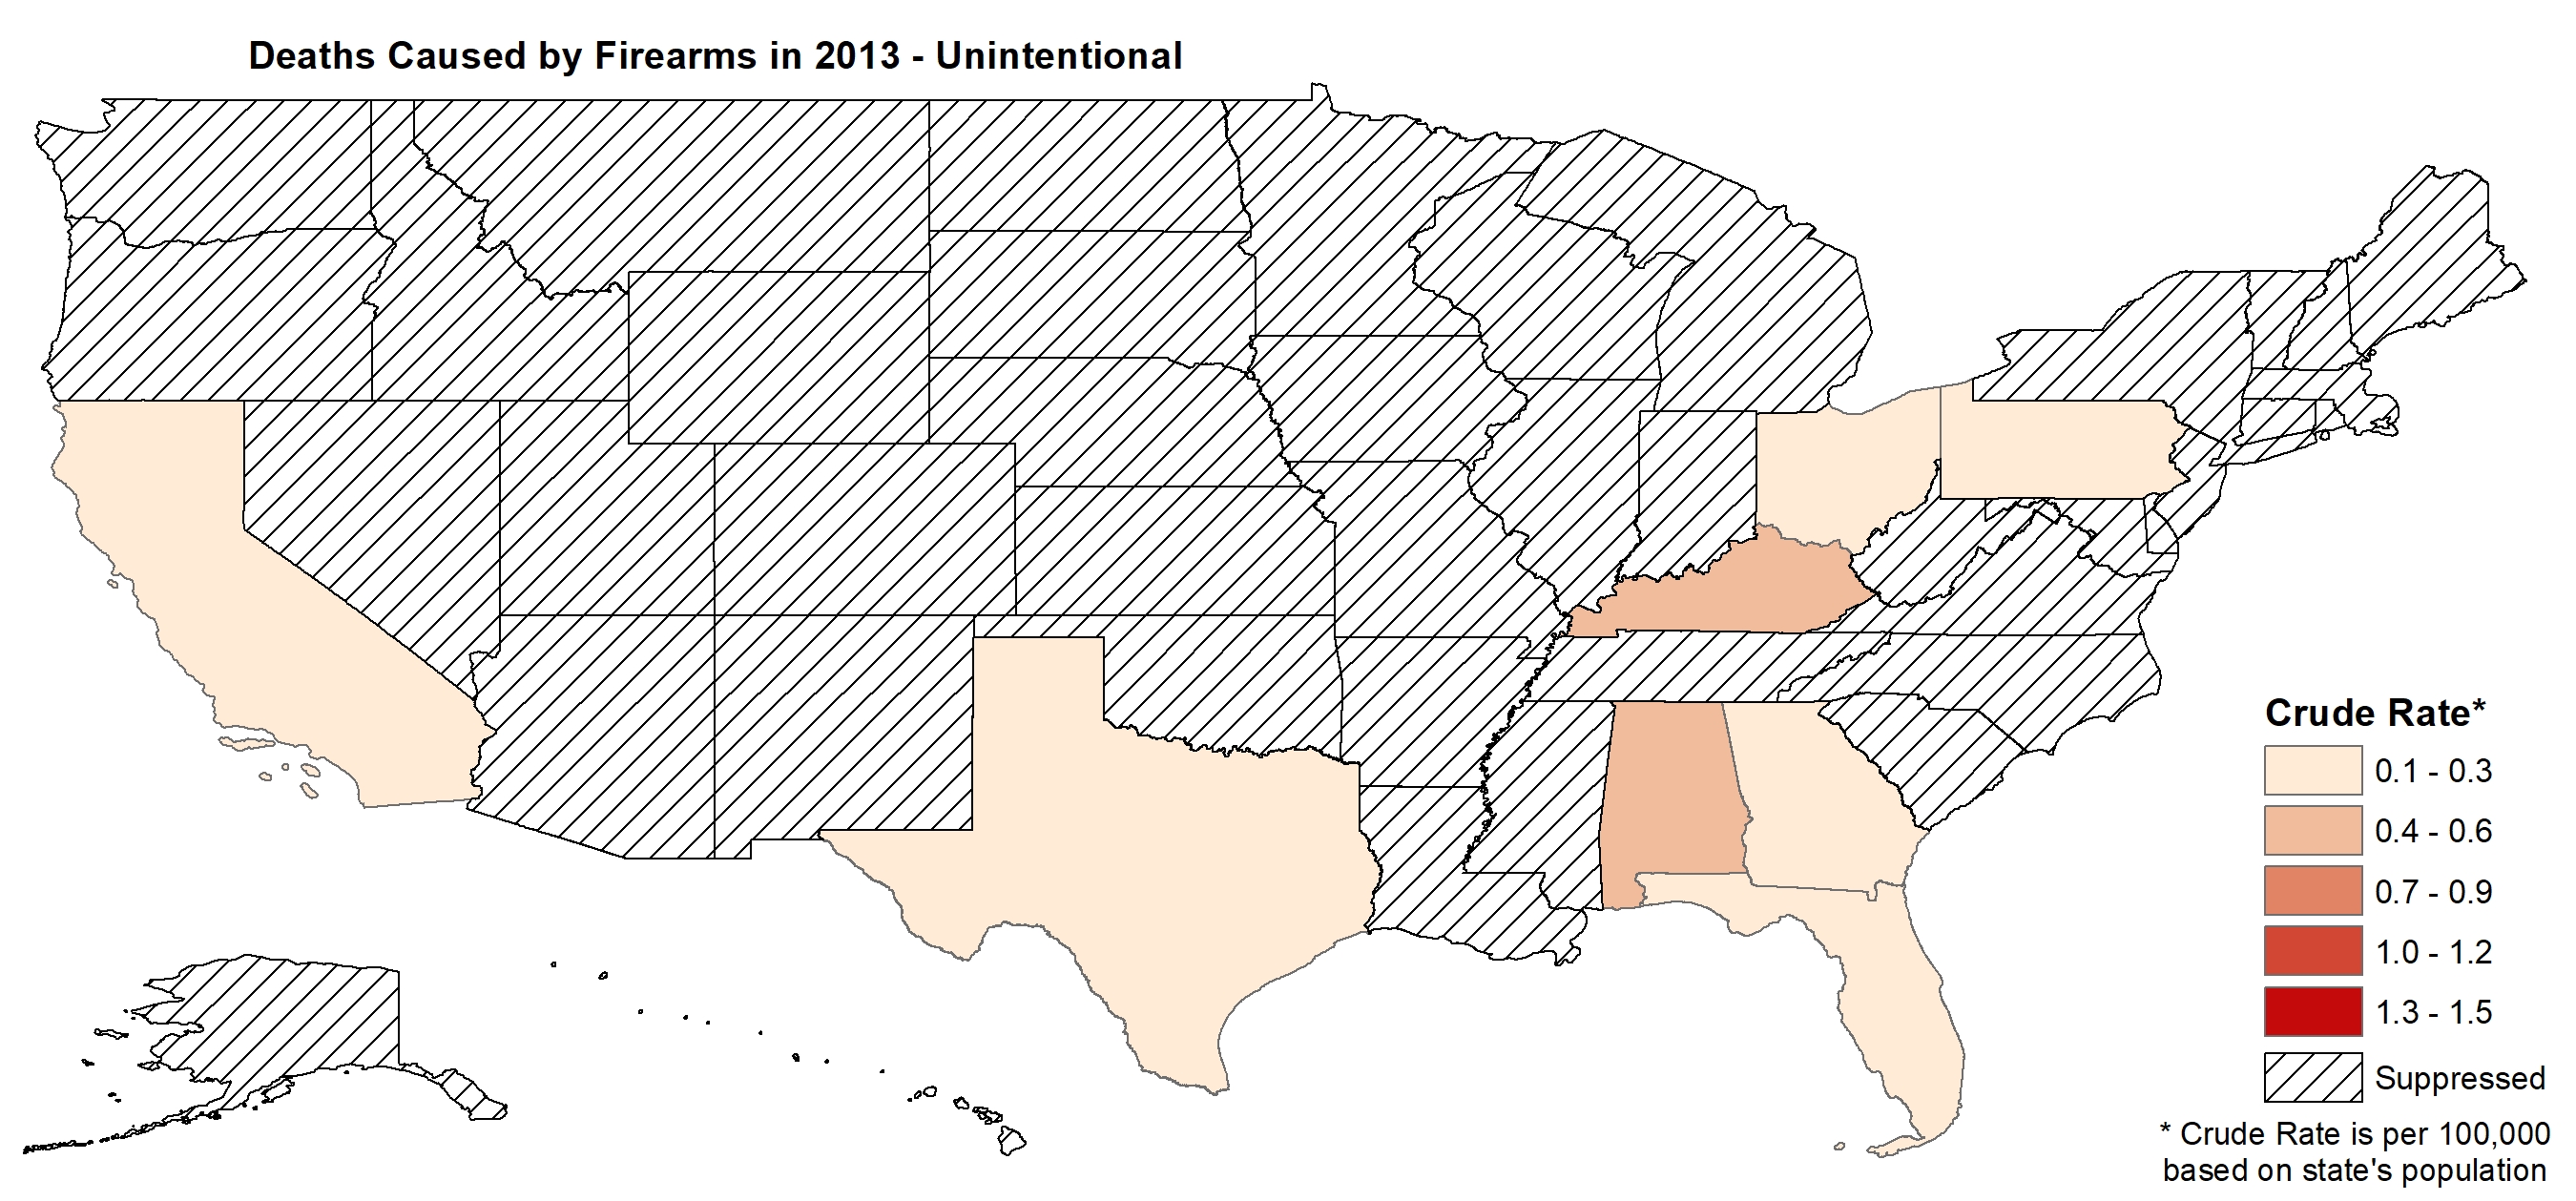 Deaths Caused by Firearms in 2013 - Unintentional
Crude Rate*
0.1 - 0.3
0.4 - 0.6
0.7 - 0.9
1.0 - 1.2
1.3 - 1.5
Suppressed
* Crude Rate is per 100,000
based on state's population